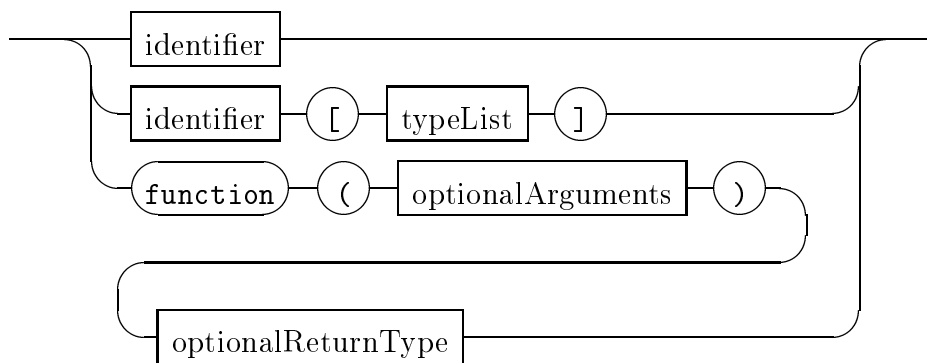 identifier
identifier [ typeList ]
function ( optionalArguments )
optionalReturnType